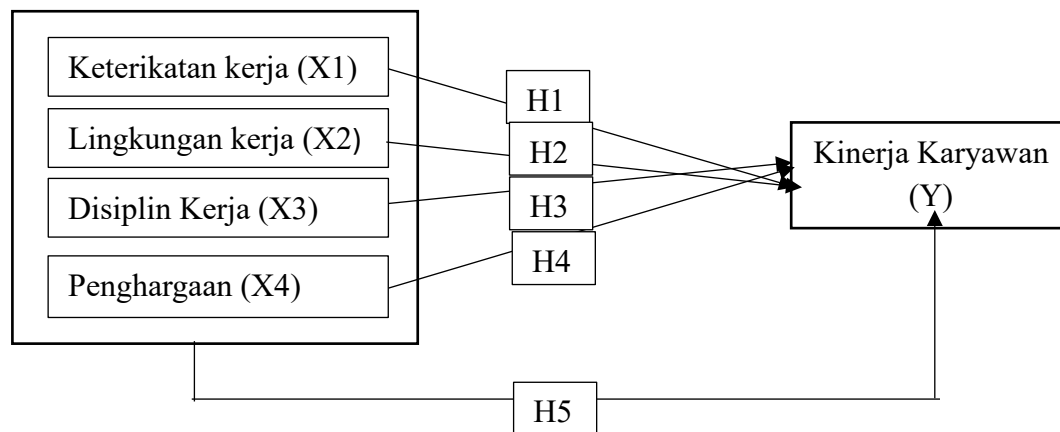 Keterikatan kerja (X1)
Lingkungan kerja (X2)
Disiplin Kerja (X3)
Penghargaan (X4)
H1
H2
H3
H4
Kinerja Karyawan
(Y)
H5